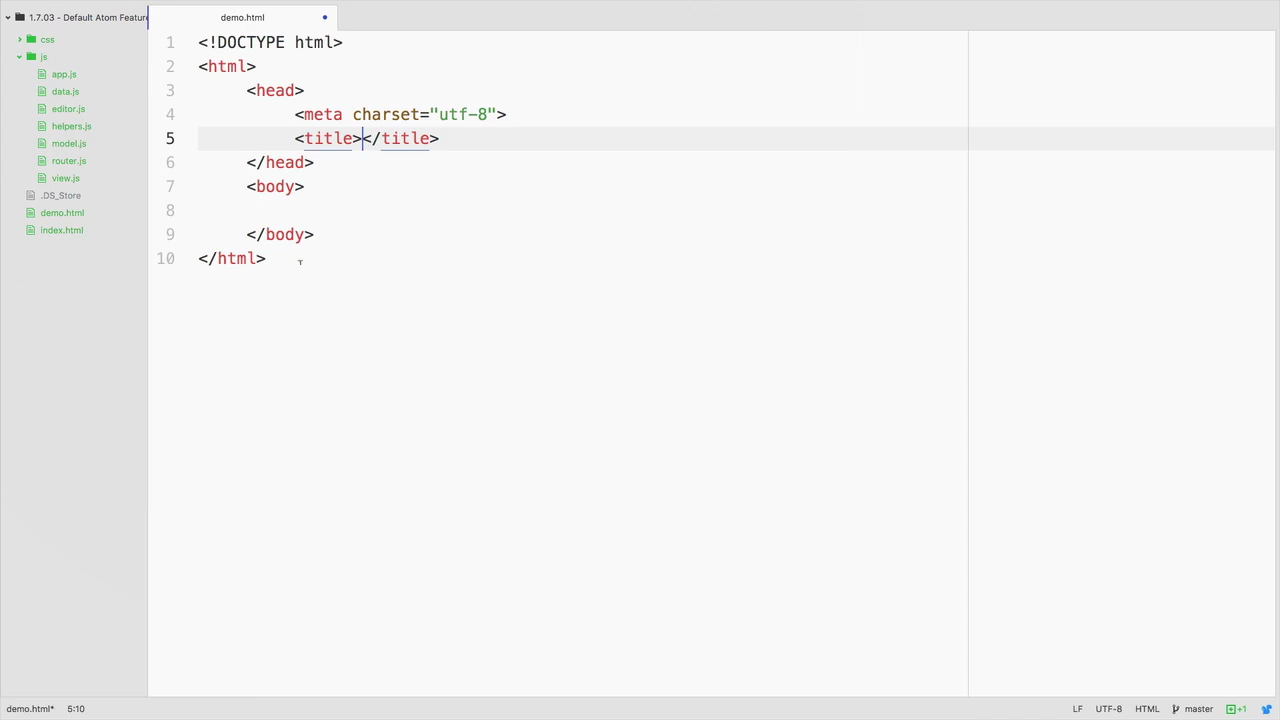 1.7.03 - Default Atom Feature
css
js
app.js
data.js
editor.js
helpers.js
model.js
router.js
view.js
.DS_Store
demo.html
index.html
demo.html
1 <!DOCTYPE html>
2 <html>
3 <head>
4 <meta charset="utf-8">
5 <title></title>
6 </head>
7 <body>
8
9 </body>
10 </html>
demo.html* 5:10 LF UTF-8 HTML master +1